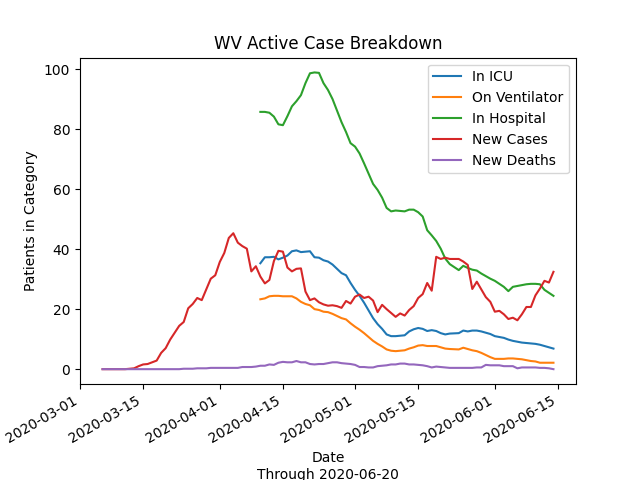 WV Active Case Breakdown
Patients in Category
100
80
60
40
20
0
In ICU
On Ventilator
In Hospital
New Cases
New Deaths
2020-03-01
2020-03-15
2020-04-01
2020-04-15
2020-05-01
2020-05-15
2020-06-01
2020-06-15
Date
Through 2020-06-20